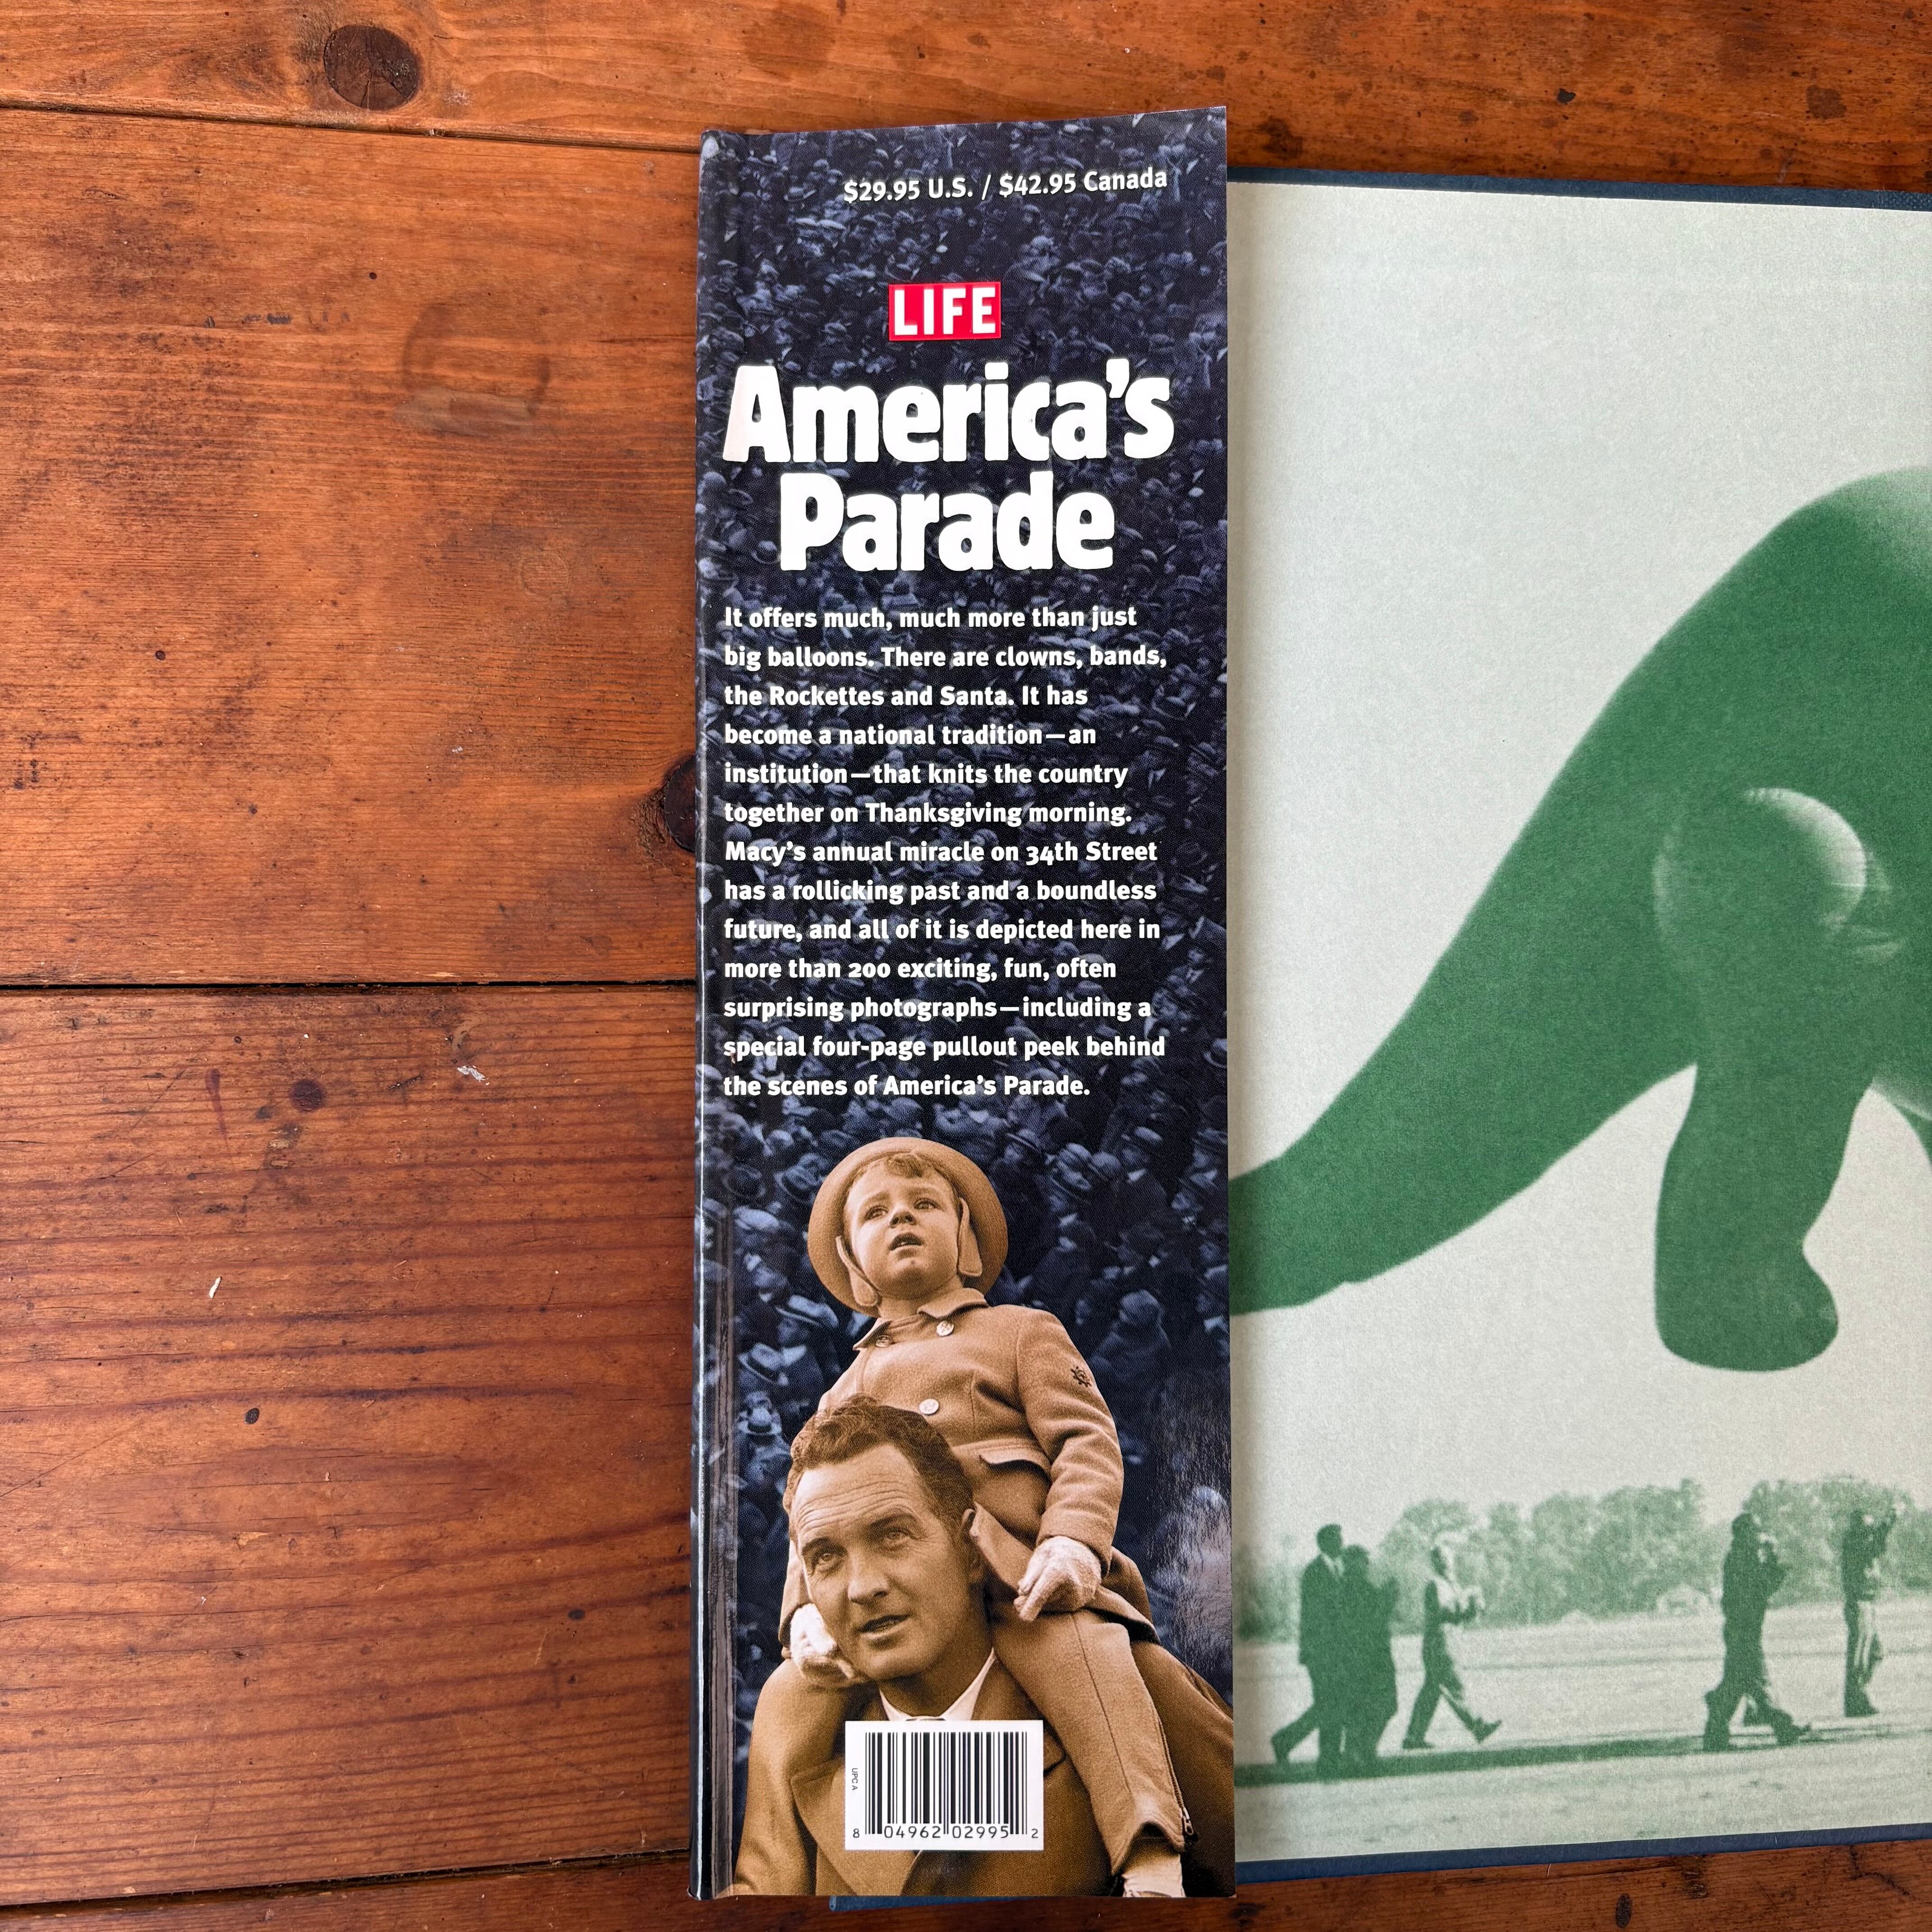 $29.95 U.S. / $42.95 Canada
LIFE
America's
Parade
It offers much, much more than just
big balloons. There are clowns, bands,
the Rockettes and Santa. It has
become a national tradition—an
institution—that knits the country
together on Thanksgiving morning.
Macy's annual miracle on 34th Street
has a rollicking past and a boundless
future, and all of it is depicted here in
more than 200 exciting, fun, often
surprising photographs—including a
special four-page pullout peek behind
the scenes of America's Parade.
UPC A
8 04962 02995 2